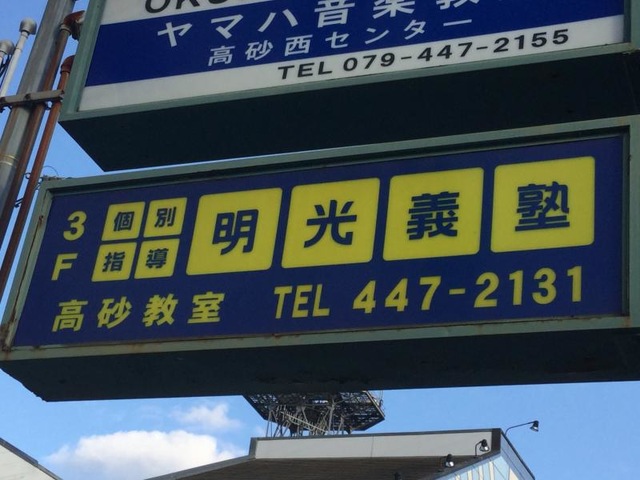 ヤマハ音楽教
高砂西センター
TEL 079-447-2155
3F 個別指導 明光義塾
高砂教室 TEL 447-2131